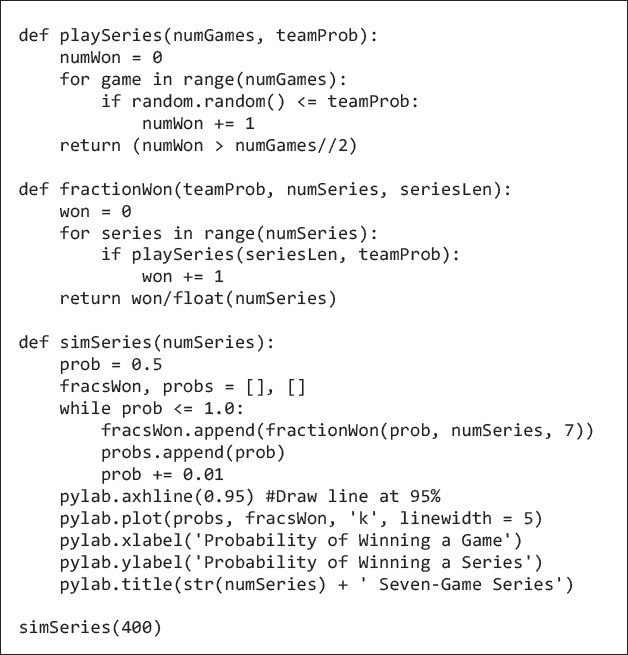 def playSeries(numGames, teamProb):
    numWon = 0
    for game in range(numGames):
        if random.random() <= teamProb:
            numWon += 1
    return (numWon > numGames//2)

def fractionWon(teamProb, numSeries, seriesLen):
    won = 0
    for series in range(numSeries):
        if playSeries(seriesLen, teamProb):
            won += 1
    return won/float(numSeries)

def simSeries(numSeries):
    prob = 0.5
    fracsWon, probs = [], []
    while prob <= 1.0:
        fracsWon.append(fractionWon(prob, numSeries, 7))
        probs.append(prob)
        prob += 0.01
    pylab.axhline(0.95) #Draw line at 95%
    pylab.plot(probs, fracsWon, 'k', linewidth = 5)
    pylab.xlabel('Probability of Winning a Game')
    pylab.ylabel('Probability of Winning a Series')
    pylab.title(str(numSeries) + ' Seven-Game Series')

simSeries(400)